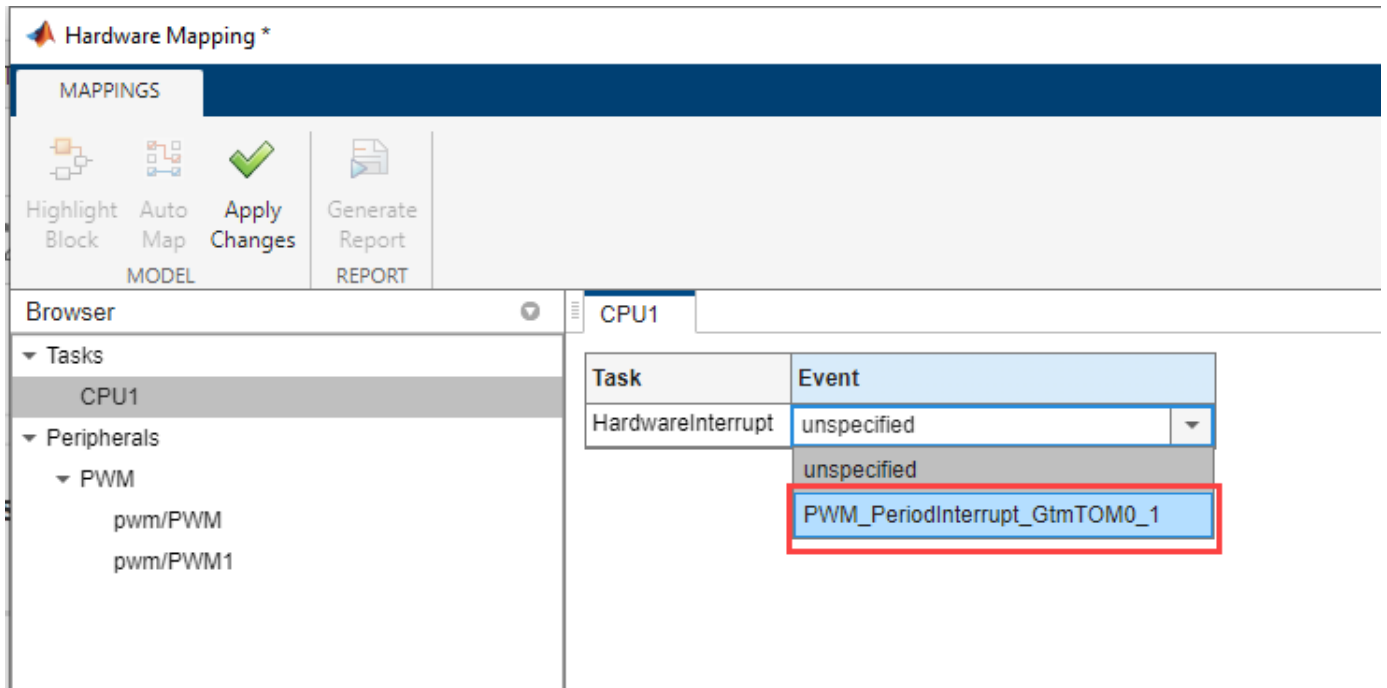 Hardware Mapping *
MAPPINGS
Highlight Block
Auto Map
Apply Changes
Generate Report
MODEL
REPORT
Browser
CPU1
Tasks
CPU1
Peripherals
PWM
pwm/PWM
pwm/PWM1
Task Event
HardwareInterrupt unspecified
unspecified
PWM_PeriodInterrupt_GtmTOM0_1